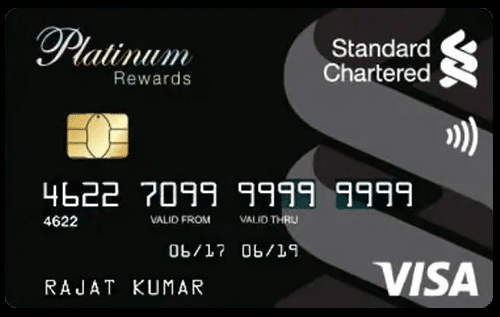 Platinum
Rewards
Standard
Chartered
4622 7099 9999 9999
4622 VALID FROM VALID THRU
06/17 06/19
RAJAT KUMAR
VISA